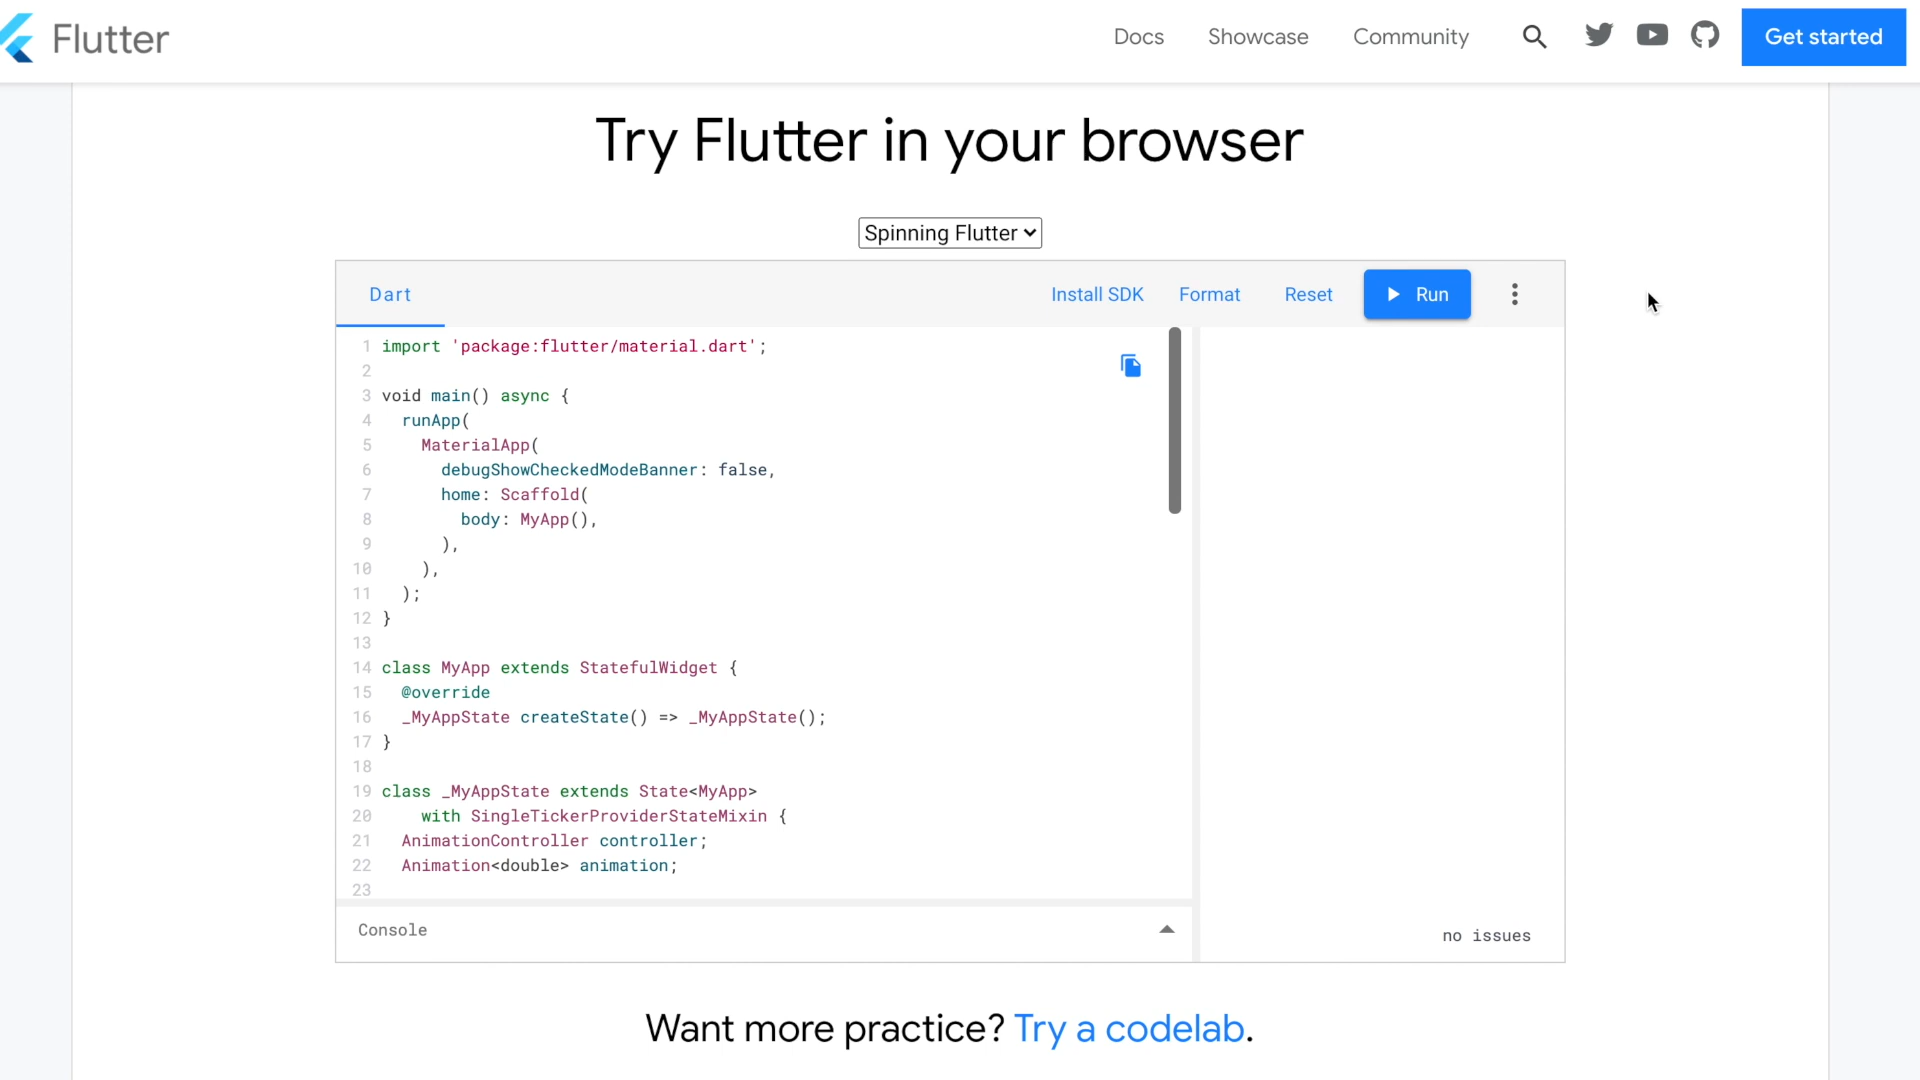 Flutter
Docs Showcase Community Get started
Try Flutter in your browser
Spinning Flutter
Dart Install SDK Format Reset Run
1 import 'package:flutter/material.dart';
2
3 void main() async {
4 runApp(
5 MaterialApp(
6 debugShowCheckedModeBanner: false,
7 home: Scaffold(
8 body: MyApp(),
9 ),
10 ),
11 );
12 }
13
14 class MyApp extends StatefulWidget {
15 @override
16 _MyAppState createState() => _MyAppState();
17 }
18
19 class _MyAppState extends State<MyApp>
20 with SingleTickerProviderStateMixin {
21 AnimationController controller;
22 Animation<double> animation;
23
Console
no issues
Want more practice? Try a codelab.